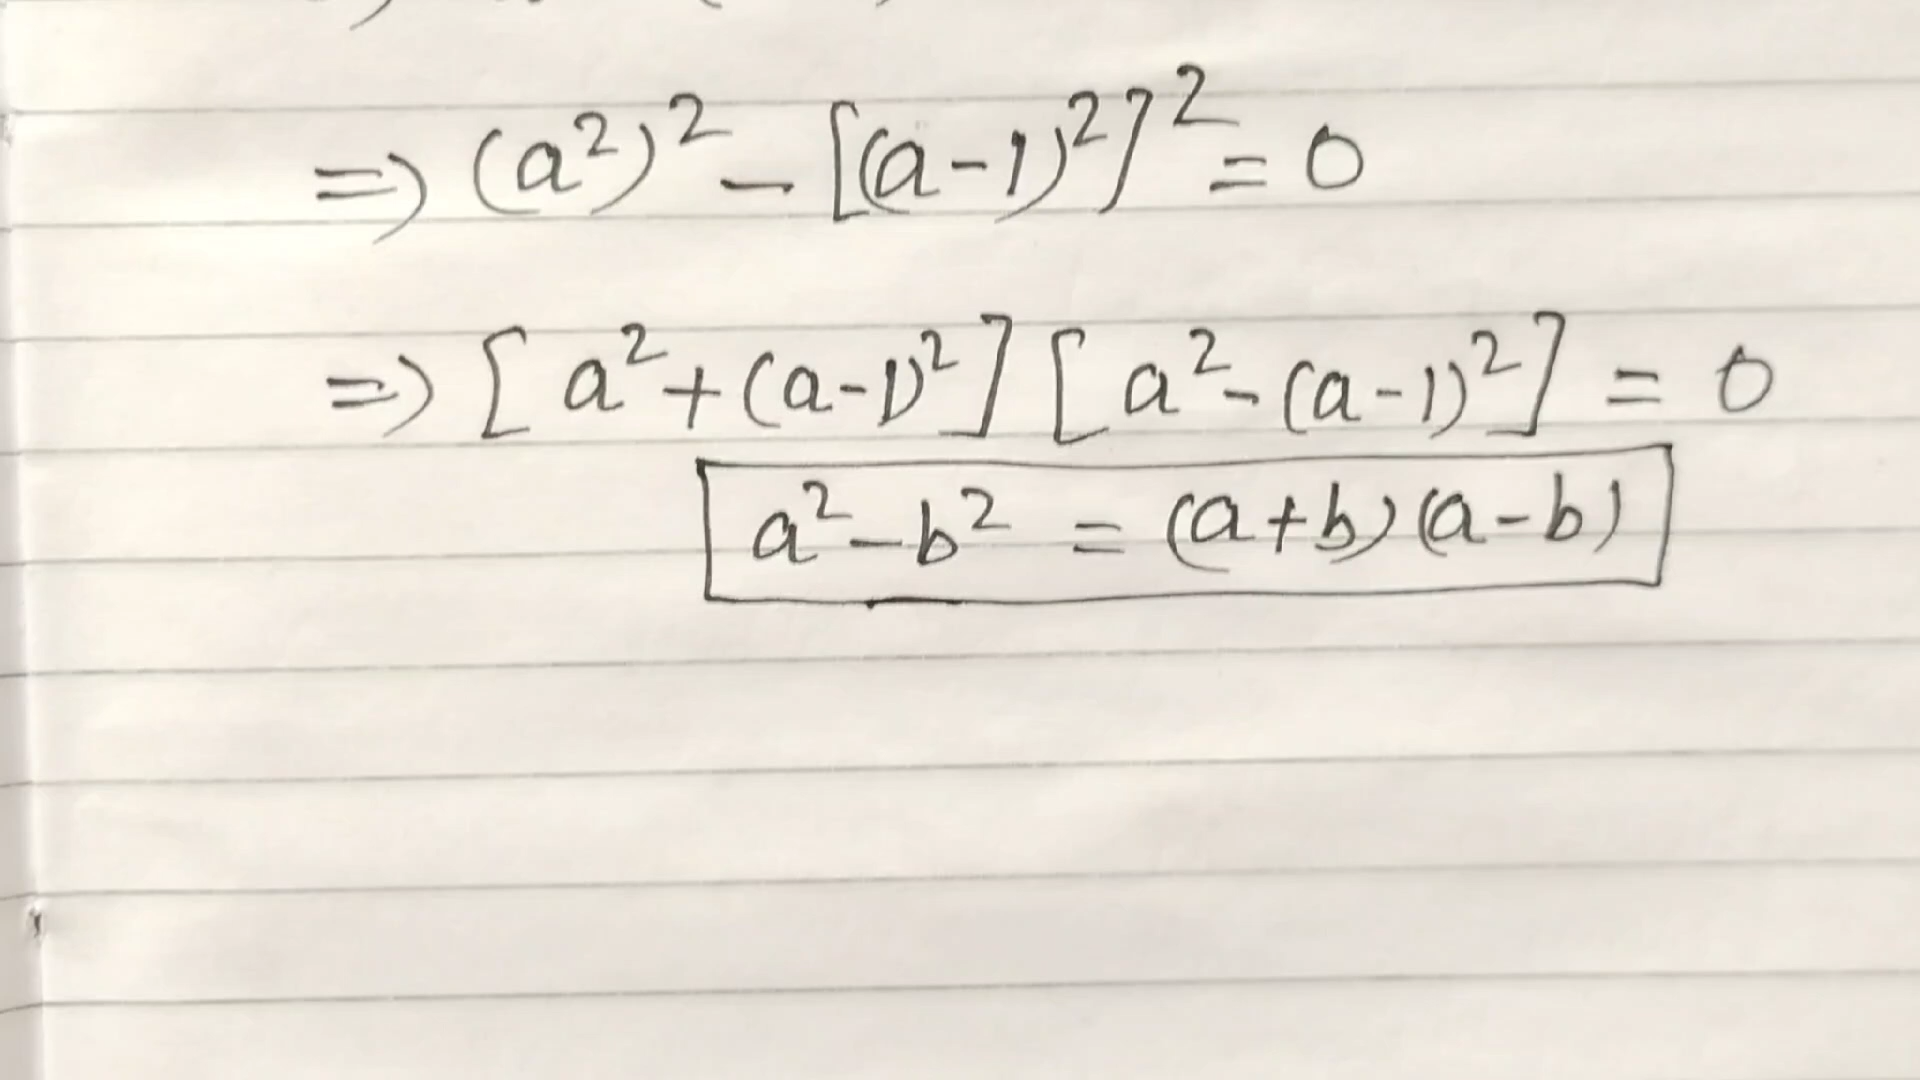 => (a²)² - [(a-1)²]² = 0
=> [a² + (a-1)²] [a² - (a-1)²] = 0
a² - b² = (a+b)(a-b)